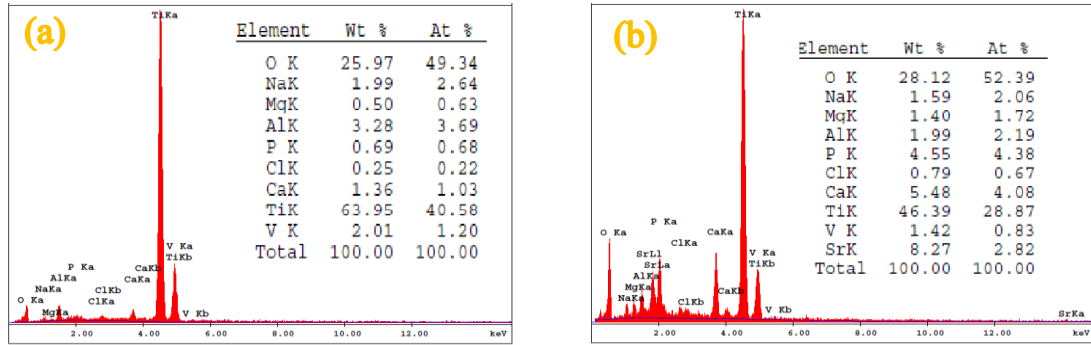 (a)
TiKa
Element Wt % At %
O K 25.97 49.34
NaK 1.99 2.64
MgK 0.50 0.63
AlK 3.28 3.69
P K 0.69 0.68
ClK 0.25 0.22
CaK 1.36 1.03
TiK 63.95 40.58
V K 2.01 1.20
Total 100.00 100.00
V Ka
P Ka CaKb TiKb
AlKa CaKa
NaKa ClKb
O Ka ClKa
MgKa V Kb
2.00 4.00 6.00 8.00 10.00 12.00 keV
(b)
TiKa
Element Wt % At %
O K 28.12 52.39
NaK 1.59 2.06
MgK 1.40 1.72
AlK 1.99 2.19
P K 4.55 4.38
ClK 0.79 0.67
CaK 5.48 4.08
TiK 46.39 28.87
V K 1.42 0.83
SrK 8.27 2.82
Total 100.00 100.00
P Ka
O Ka CaKa
ClKa V Ka
SrLl TiKb
SrLa
AlKa
MgKa CaKb
NaKa ClKb V Kb
SrKa
2.00 4.00 6.00 8.00 10.00 12.00 keV